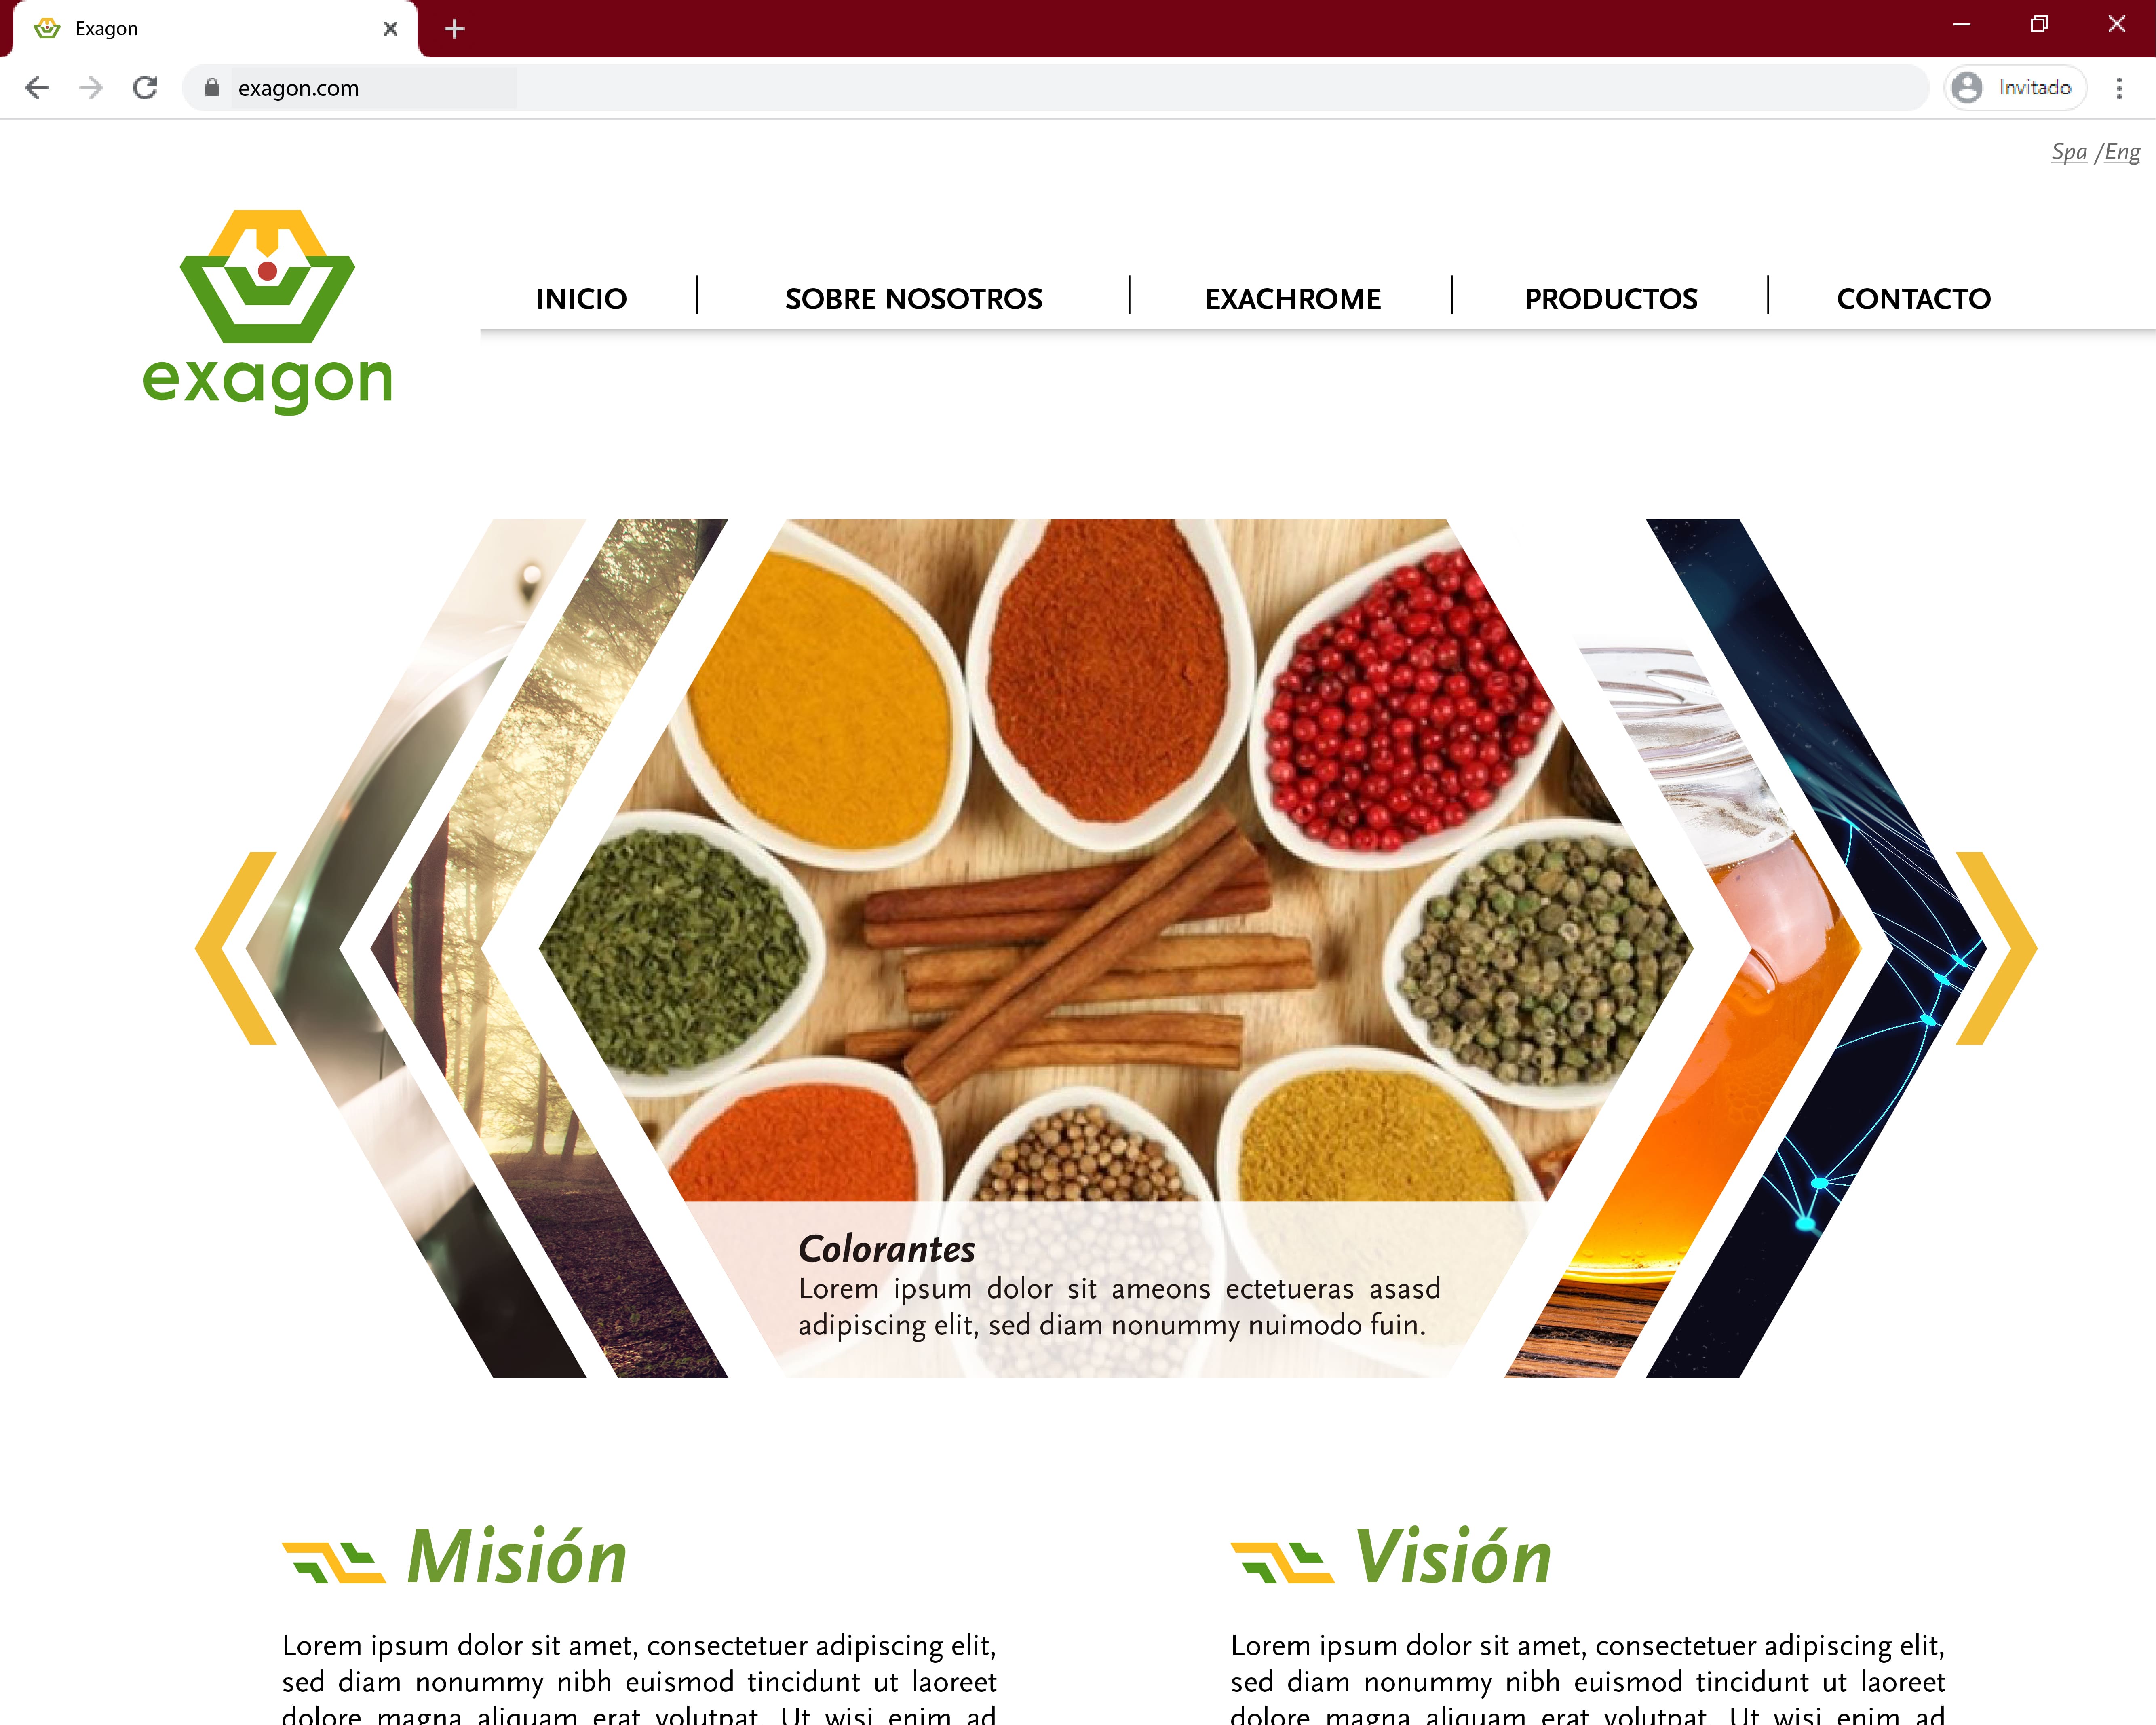 Exagon
exagon.com
Invitado
Spa /Eng
exagon
INICIO
SOBRE NOSOTROS
EXACHROME
PRODUCTOS
CONTACTO
Colorantes
Lorem ipsum dolor sit ameons ectetueras asasd
adipiscing elit, sed diam nonummy nuimodo fuin.
Misión
Lorem ipsum dolor sit amet, consectetuer adipiscing elit,
sed diam nonummy nibh euismod tincidunt ut laoreet
dolore magna aliquam erat volutpat. Ut wisi enim ad
Visión
Lorem ipsum dolor sit amet, consectetuer adipiscing elit,
sed diam nonummy nibh euismod tincidunt ut laoreet
dolore magna aliquam erat volutpat. Ut wisi enim ad